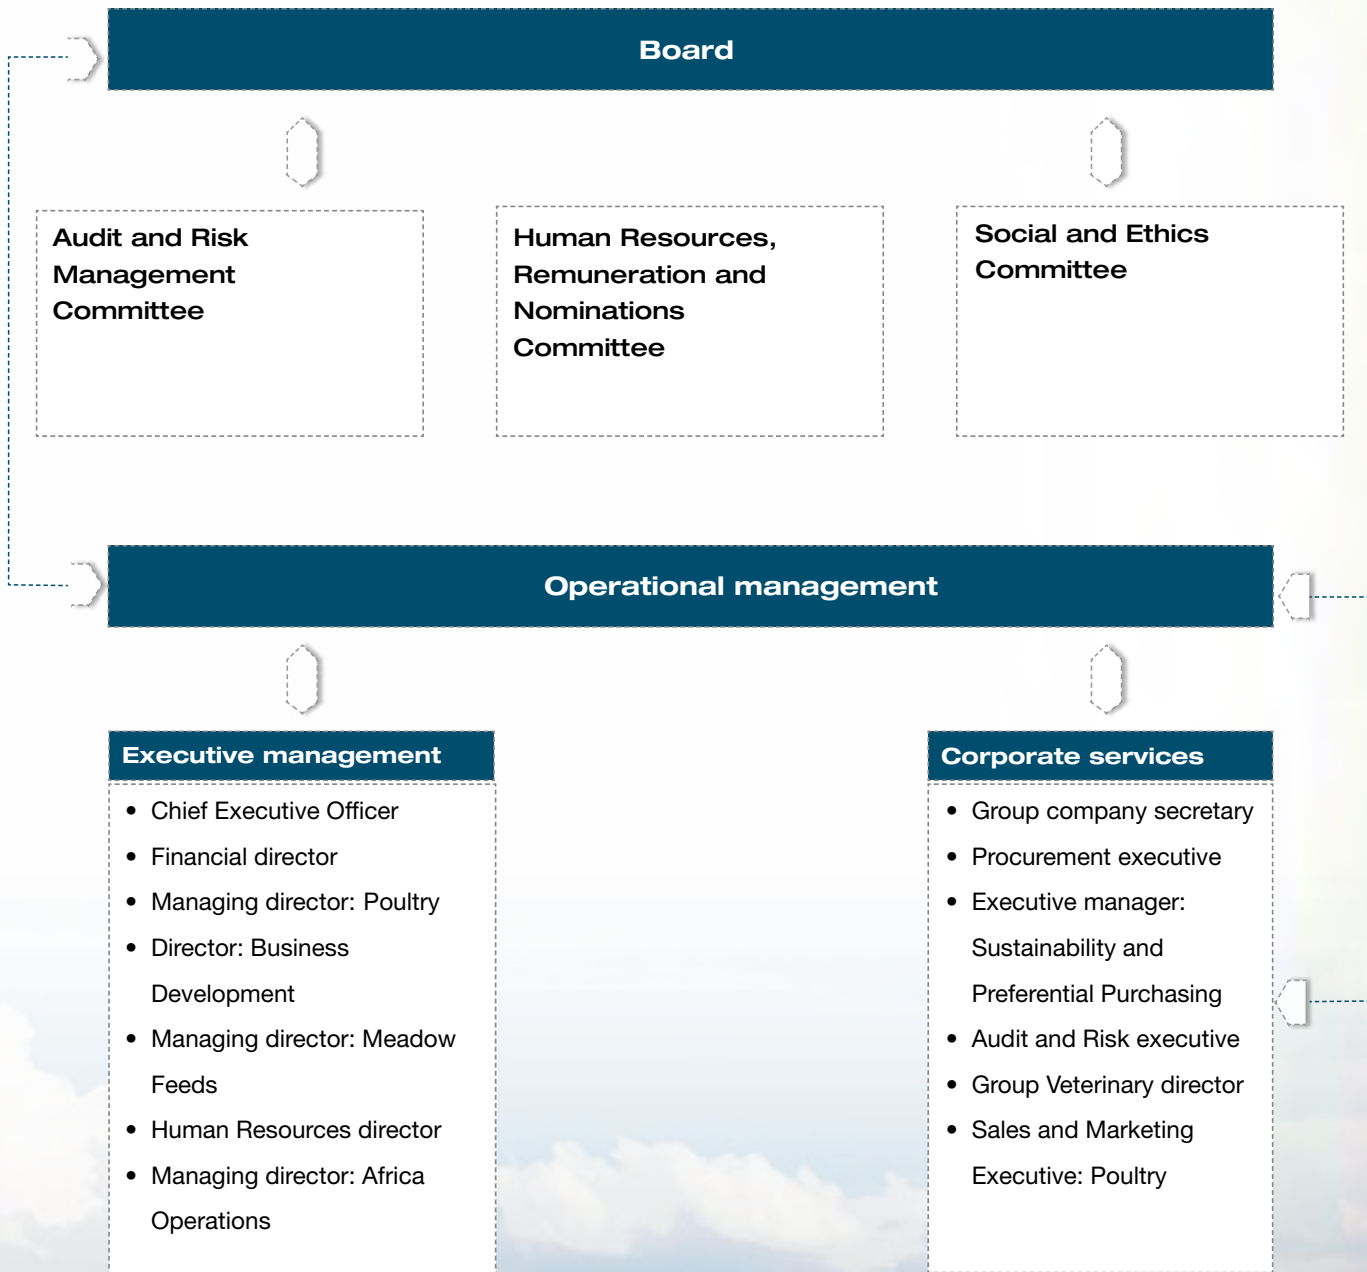 Board
Audit and Risk
Management
Committee
Human Resources,
Remuneration and
Nominations
Committee
Social and Ethics
Committee
Operational management
Executive management
• Chief Executive Officer
• Financial director
• Managing director: Poultry
• Director: Business
Development
• Managing director: Meadow
Feeds
• Human Resources director
• Managing director: Africa
Operations
Corporate services
• Group company secretary
• Procurement executive
• Executive manager:
Sustainability and
Preferential Purchasing
• Audit and Risk executive
• Group Veterinary director
• Sales and Marketing
Executive: Poultry